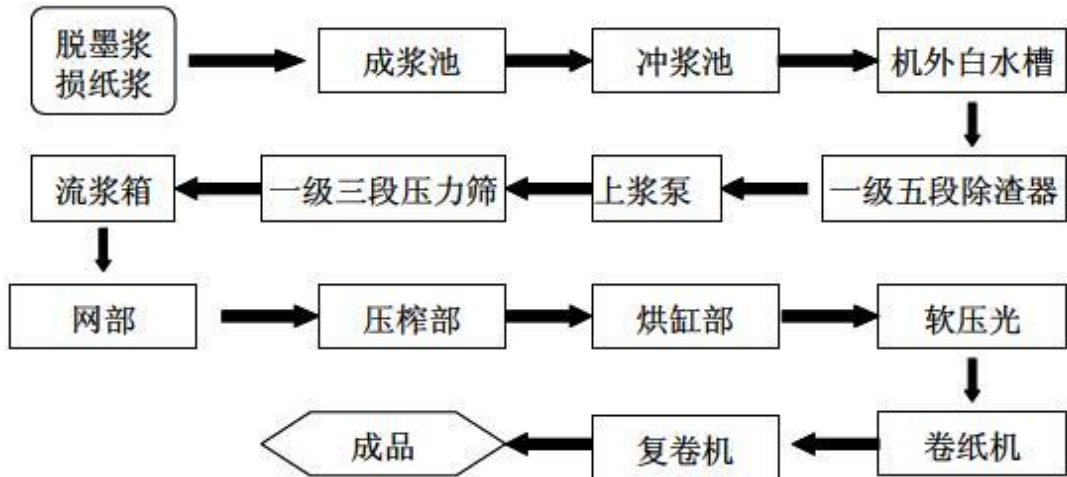 脱墨浆
损纸浆
成浆池
冲浆池
机外白水槽
一级五段除渣器
上浆泵
一级三段压力筛
流浆箱
网部
压榨部
烘缸部
软压光
卷纸机
复卷机
成品